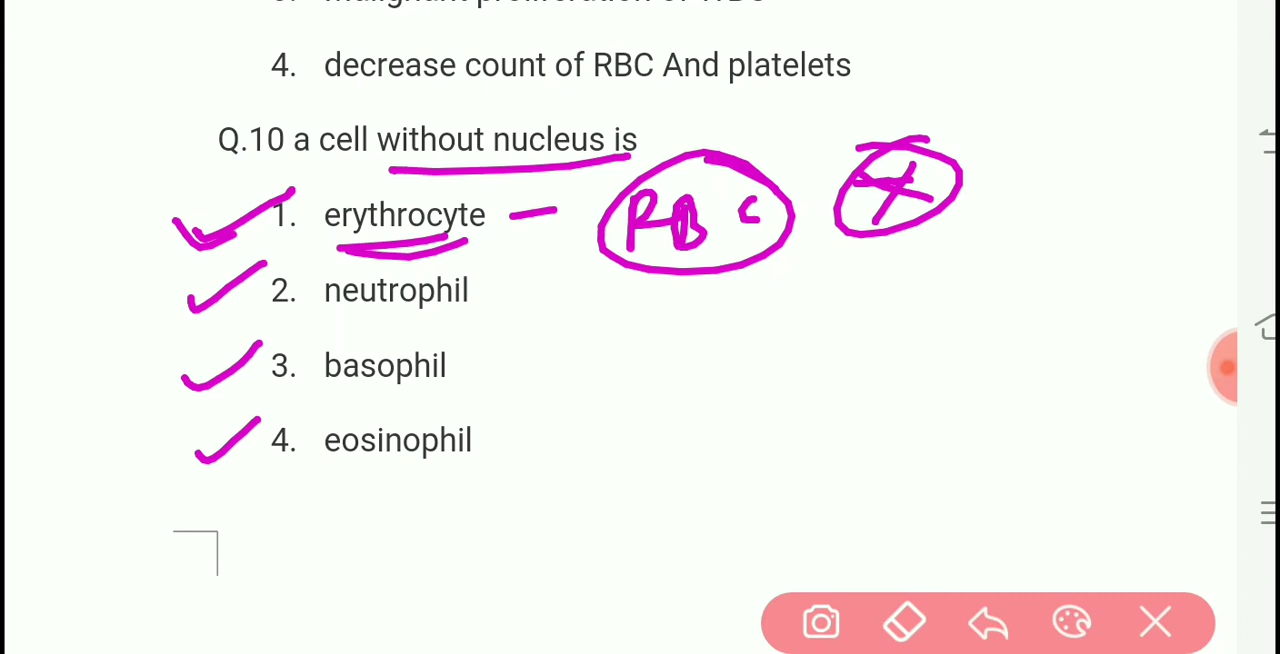 4. decrease count of RBC And platelets
Q.10 a cell without nucleus is
1. erythrocyte - RBC
2. neutrophil
3. basophil
4. eosinophil